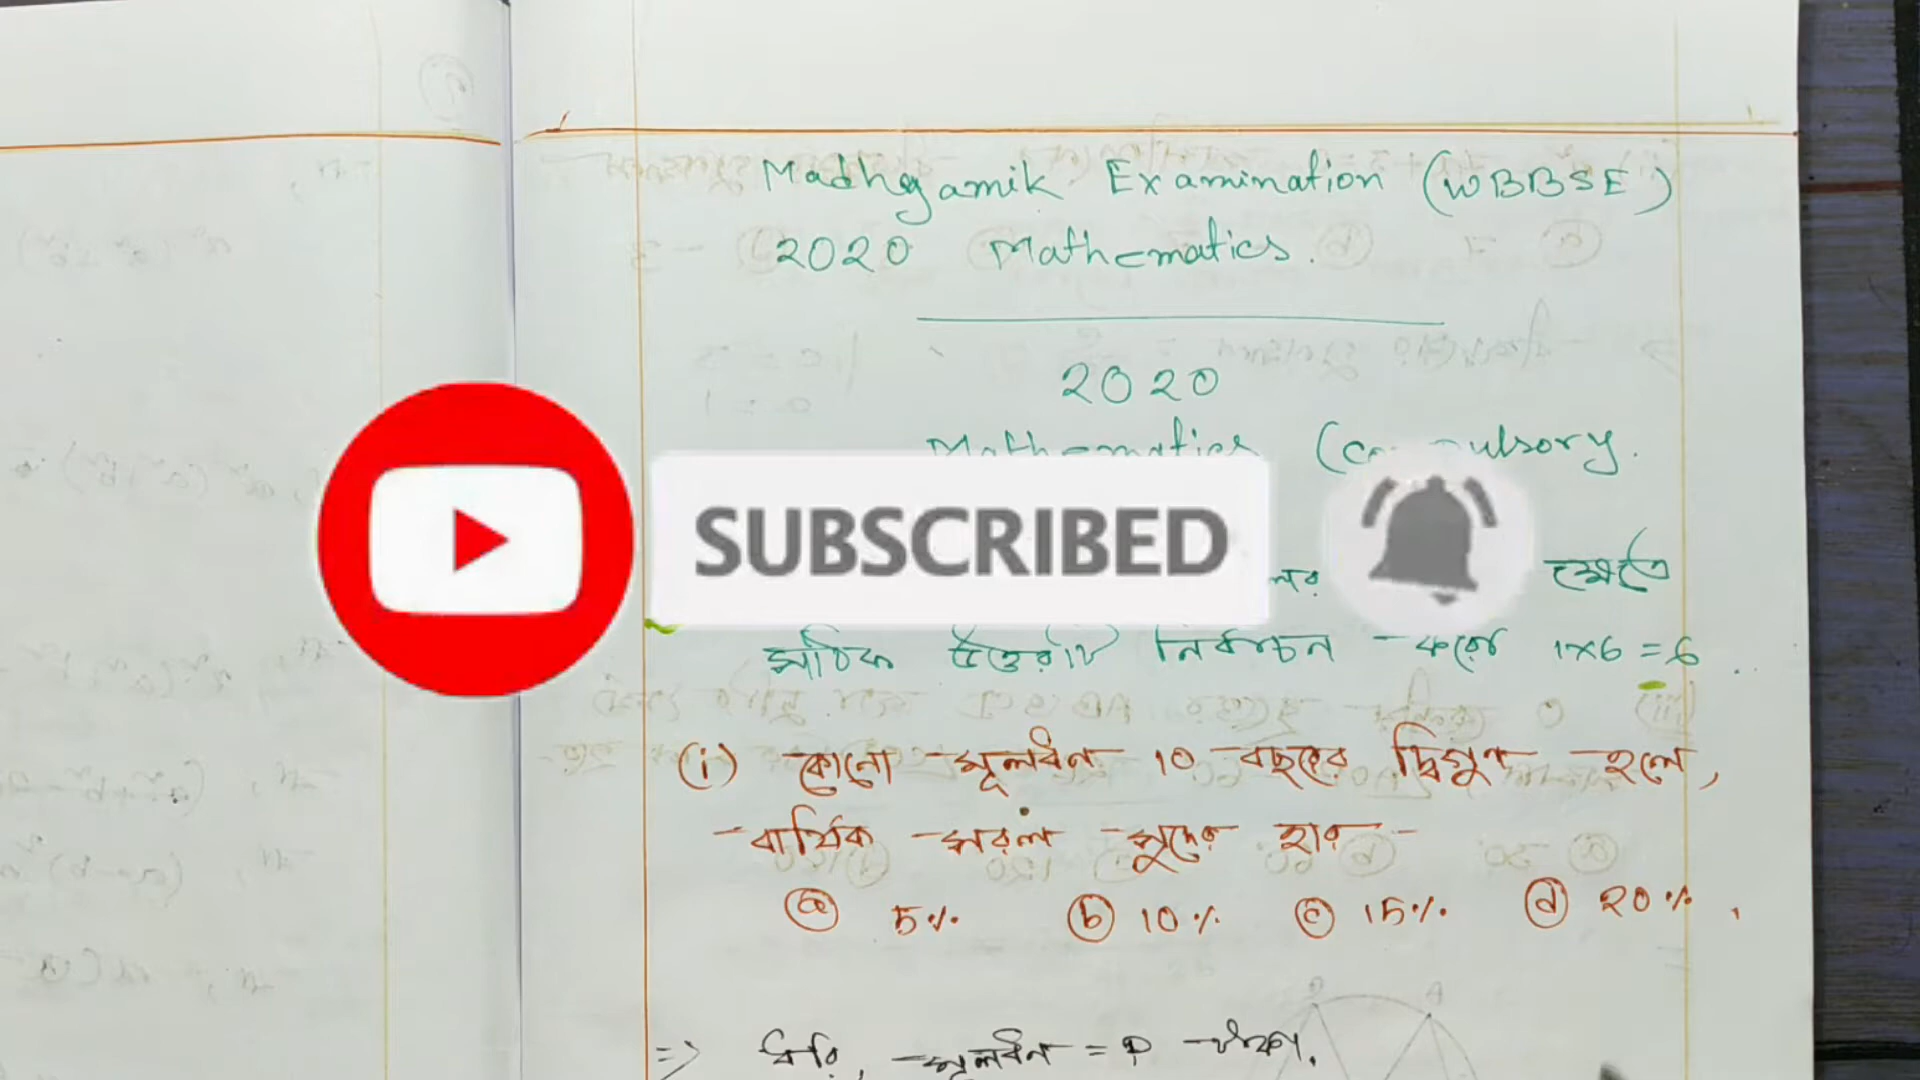 Madhyamik Examination (WBBSE)
2020 Mathematics.
2020
Mathematics (compulsory.
SUBSCRIBED
ক্ষেত্রে
সঠিক উত্তরটি নির্বাচন করো 1×6=6
(i) কোনো মূলধন 10 বছরে দ্বিগুণ হলে,
বার্ষিক সরল সুদের হার -
ⓐ 5% ⓑ 10% ⓒ 15% ⓓ 20%,
=> ধরি, মূলধন = P টাকা.